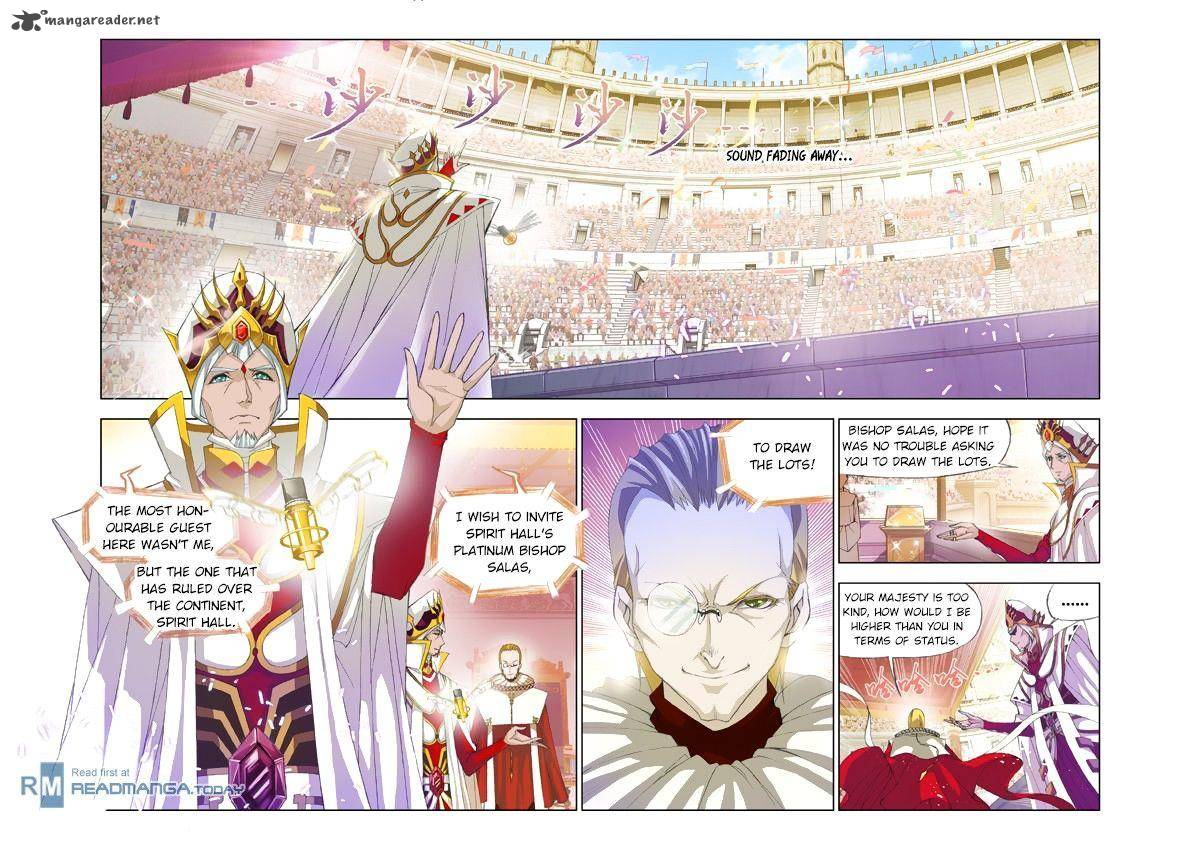 mangareader.net
沙 沙 沙 沙
SOUND FADING AWAY...
THE MOST HON-
OURABLE GUEST
HERE WASN'T ME,
BUT THE ONE THAT
HAS RULED OVER
THE CONTINENT,
SPIRIT HALL.
I WISH TO INVITE
SPIRIT HALL'S
PLATINUM BISHOP
SALAS,
TO DRAW
THE LOTS!
BISHOP SALAS, HOPE IT
WAS NO TROUBLE ASKING
YOU TO DRAW THE LOTS.
YOUR MAJESTY IS TOO
KIND, HOW WOULD I BE
HIGHER THAN YOU IN
TERMS OF STATUS.
......
哈哈哈
RM
Read first at
READMANGA.TODAY